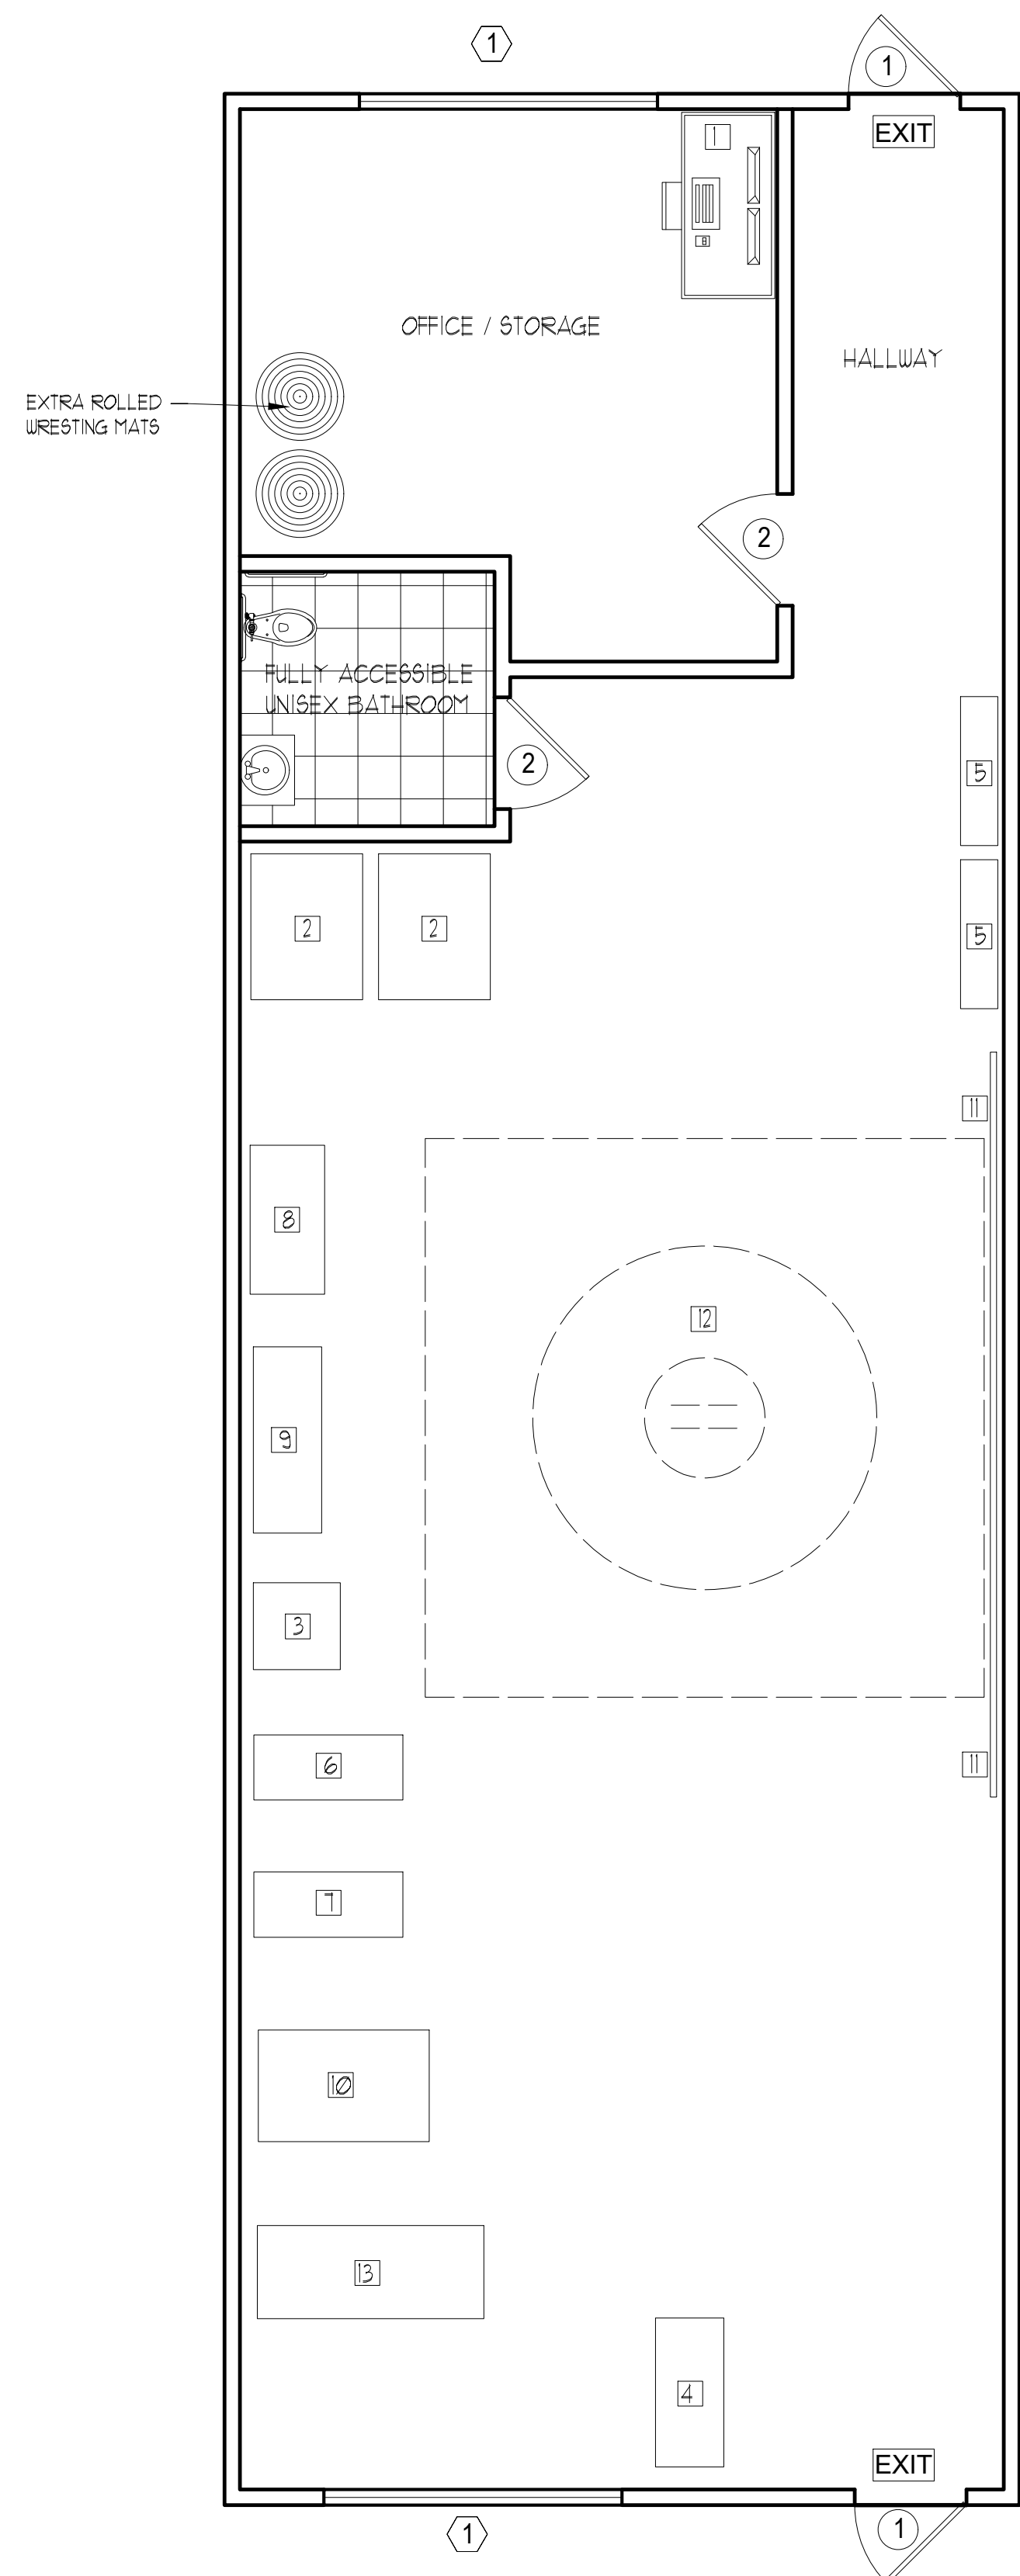 1
1
EXIT
1
OFFICE / STORAGE
HALLWAY
EXTRA ROLLED
WRESTING MATS
2
FULLY ACCESSIBLE
UNISEX BATHROOM
2
5
2
2
5
11
8
12
9
3
6
11
7
10
13
4
EXIT
1
1